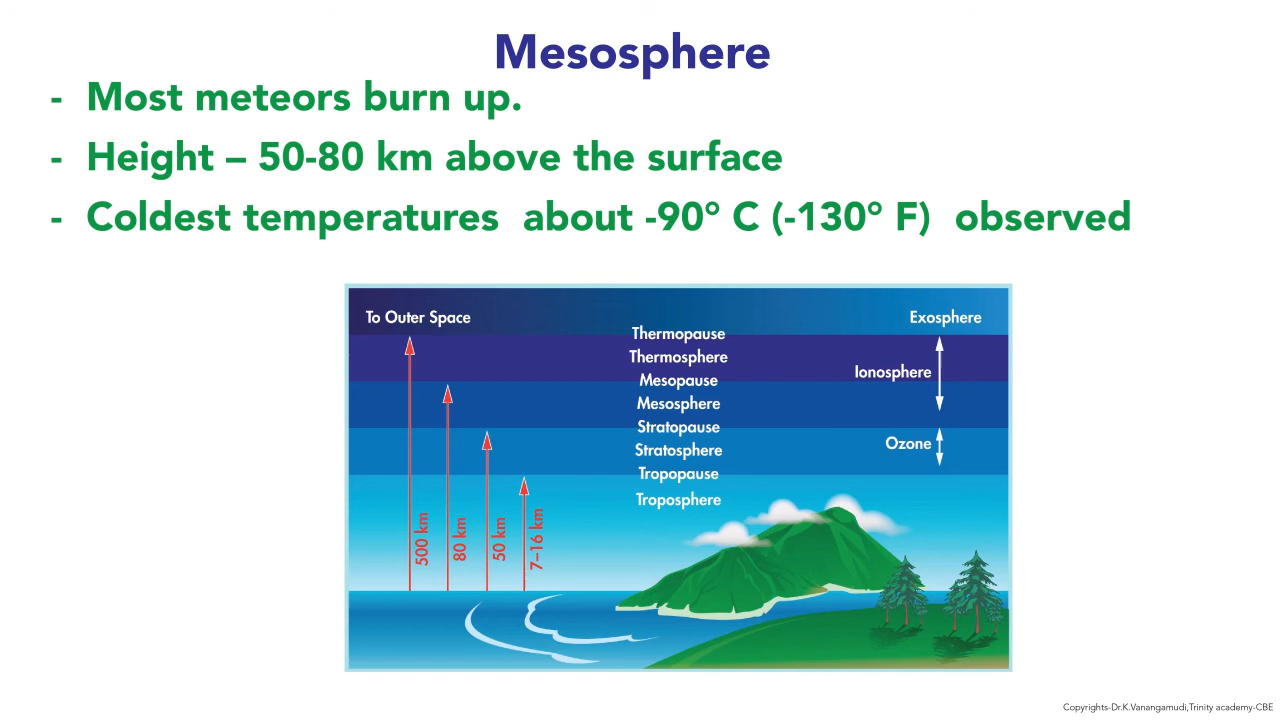 Mesosphere
- Most meteors burn up.
- Height – 50-80 km above the surface
- Coldest temperatures about -90° C (-130° F) observed
To Outer Space
Exosphere
Thermopause
Thermosphere
Ionosphere
Mesopause
Mesosphere
Stratopause
Ozone
Stratosphere
Tropopause
Troposphere
500 km
80 km
50 km
7–16 km
Copyrights-Dr.K.Vanangamudi,Trinity academy-CBE